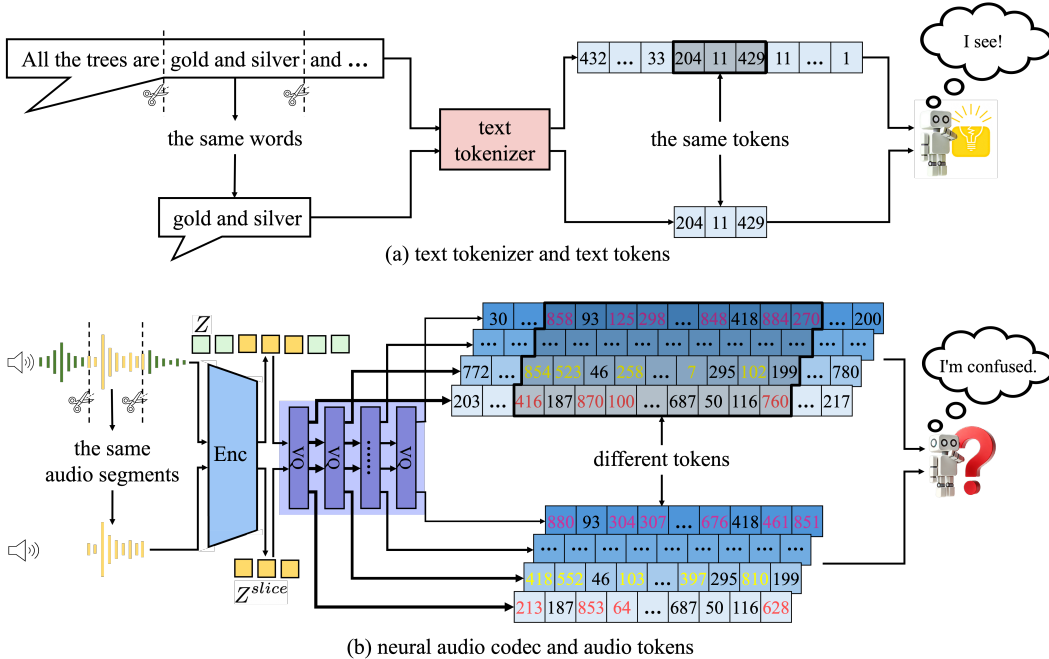 All the trees are gold and silver and ...
the same words
gold and silver
text
tokenizer
432 ... 33 204 11 429 11 ... 1
the same tokens
204 11 429
I see!
(a) text tokenizer and text tokens
Z
the same
audio segments
Enc
Z^slice
VQ VQ ...... VQ
30 ... 858 93 125 298 ... 848 418 884 270 ... 200
... ... ... ... ... ... ... ... ... ... ...
772 ... 854 523 46 258 ... 7 295 102 199 ... 780
203 ... 416 187 870 100 ... 687 50 116 760 ... 217
different tokens
880 93 304 307 ... 676 418 461 851
... ... ... ... ... ... ... ... ...
418 552 46 103 ... 397 295 810 199
213 187 853 64 ... 687 50 116 628
I'm confused.
(b) neural audio codec and audio tokens